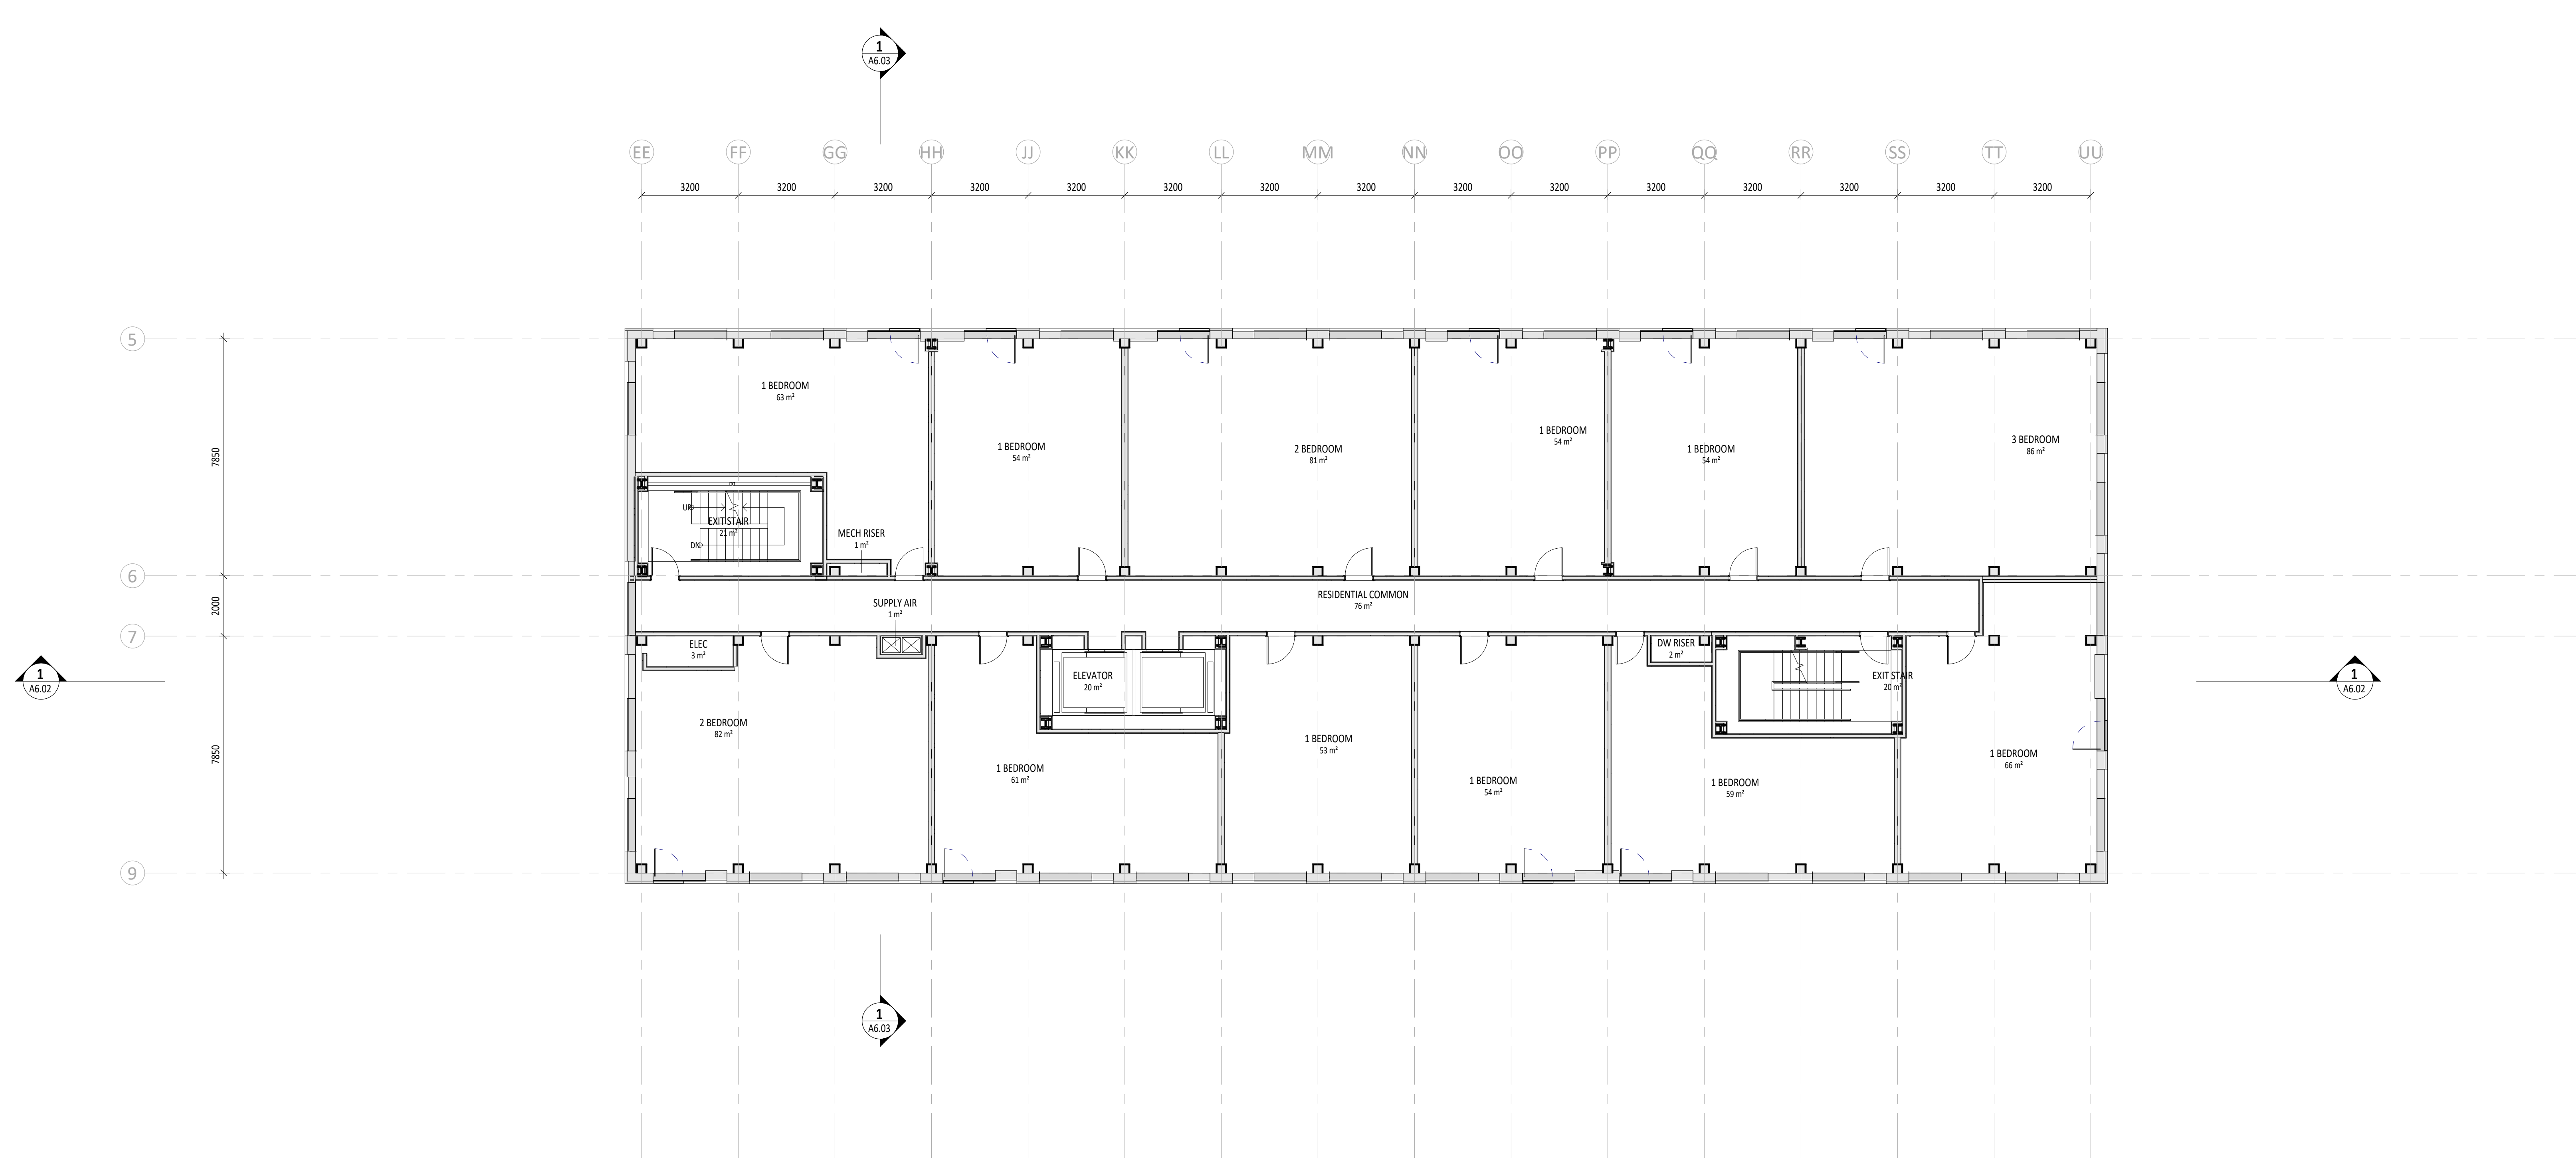 1
A6.03
EE FF GG HH JJ KK LL MM NN OO PP QQ RR SS TT UU
3200 3200 3200 3200 3200 3200 3200 3200 3200 3200 3200 3200 3200 3200 3200
5
1 BEDROOM
63 m²
1 BEDROOM
54 m²
2 BEDROOM
81 m²
1 BEDROOM
54 m²
1 BEDROOM
54 m²
3 BEDROOM
86 m²
7850
UP
EXIT STAIR
21 m²
DN
MECH RISER
1 m²
6
2000
SUPPLY AIR
1 m²
RESIDENTIAL COMMON
76 m²
7
ELEC
3 m²
ELEVATOR
20 m²
DW RISER
2 m²
EXIT STAIR
20 m²
1
A6.02
1
A6.02
7850
2 BEDROOM
82 m²
1 BEDROOM
61 m²
1 BEDROOM
53 m²
1 BEDROOM
54 m²
1 BEDROOM
59 m²
1 BEDROOM
66 m²
9
1
A6.03